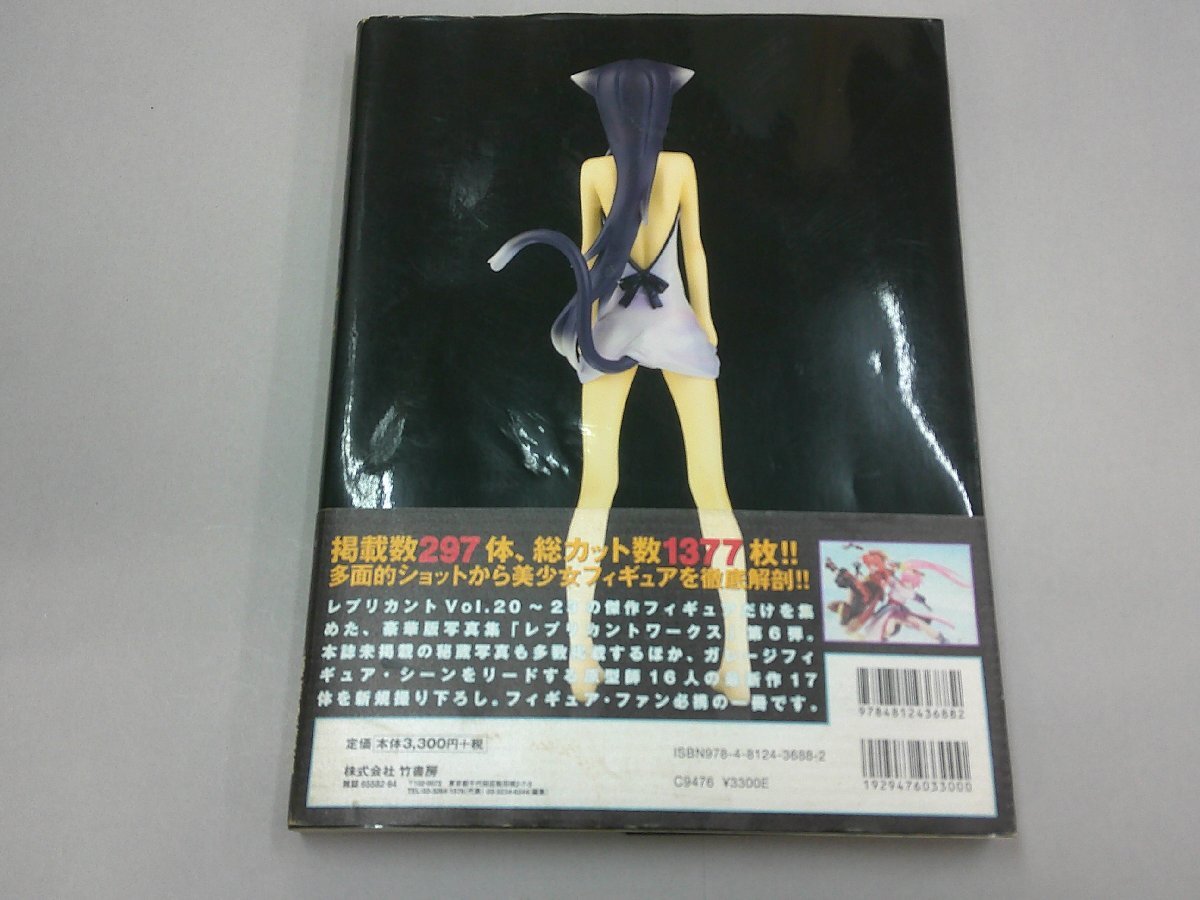 掲載数297体、総カット数1377枚!!
多面的ショットから美少女フィギュアを徹底解剖!!
レプリカントVol.20～2 の傑作フィギュアだけを集
めた、豪華版写真集「レプリカントワークス」第6弾。
本誌未掲載の秘蔵写真も多数 載するほか、ガレージフィ
ギュア・シーンをリードする原型師16人の最新作17
体を新規撮り下ろし。フィギュア・ファン必携の一冊です。
9784812436882
定価 本体3,300円+税
ISBN978-4-8124-3688-2
株式会社 竹書房
雑誌 65582-84
C9476 ¥3300E
1929476033000